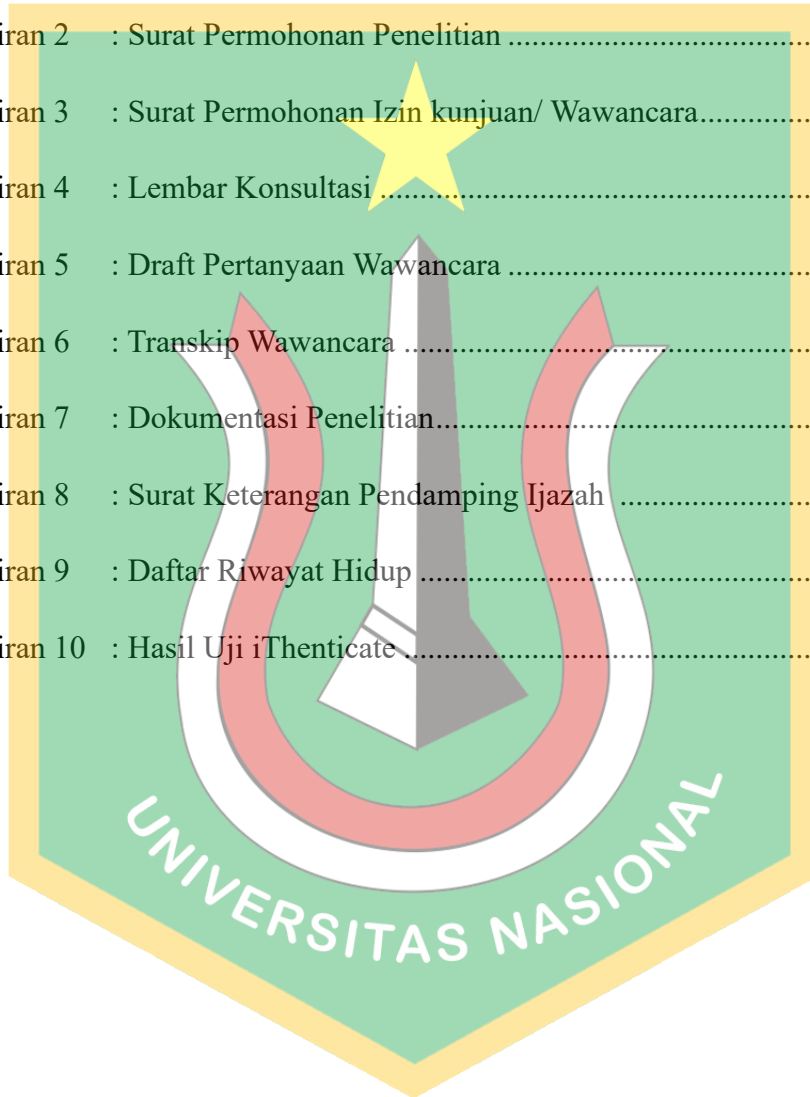 iran 2 : Surat Permohonan Penelitian ......................................
iran 3 : Surat Permohonan Izin kunjuan/ Wawancara..............
iran 4 : Lembar Konsultasi ......................................................
iran 5 : Draft Pertanyaan Wawancara ......................................
iran 6 : Transkip Wawancara ...................................................
iran 7 : Dokumentasi Penelitian...............................................
iran 8 : Surat Keterangan Pendamping Ijazah ........................
iran 9 : Daftar Riwayat Hidup .................................................
iran 10 : Hasil Uji iThenticate ...................................................
UNIVERSITAS NASIONAL